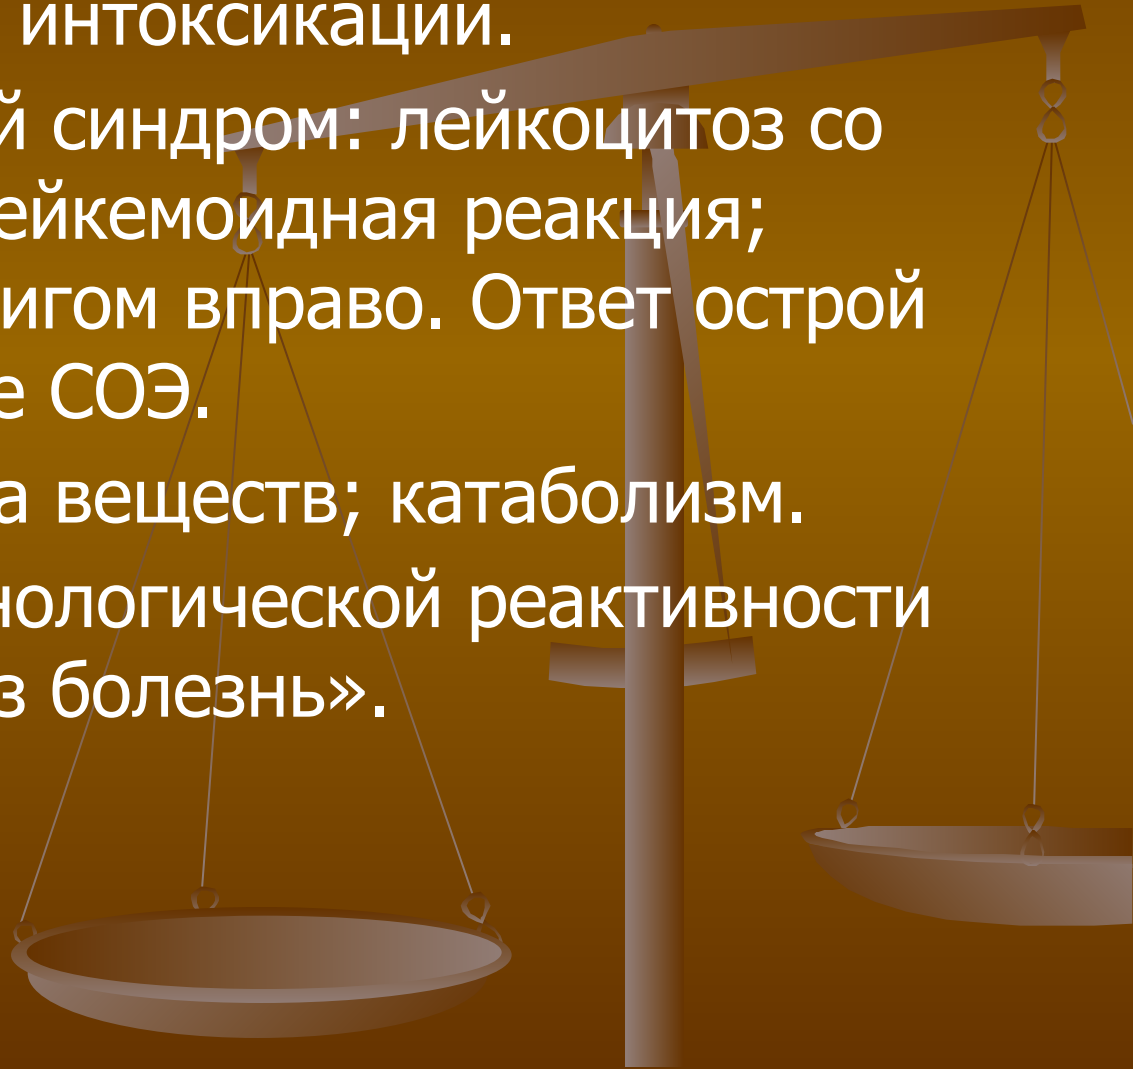 интоксикации.
й синдром: лейкоцитоз со
ейкемоидная реакция;
игом вправо. Ответ острой
е СОЭ.
а веществ; катаболизм.
нологической реактивности
з болезнь».